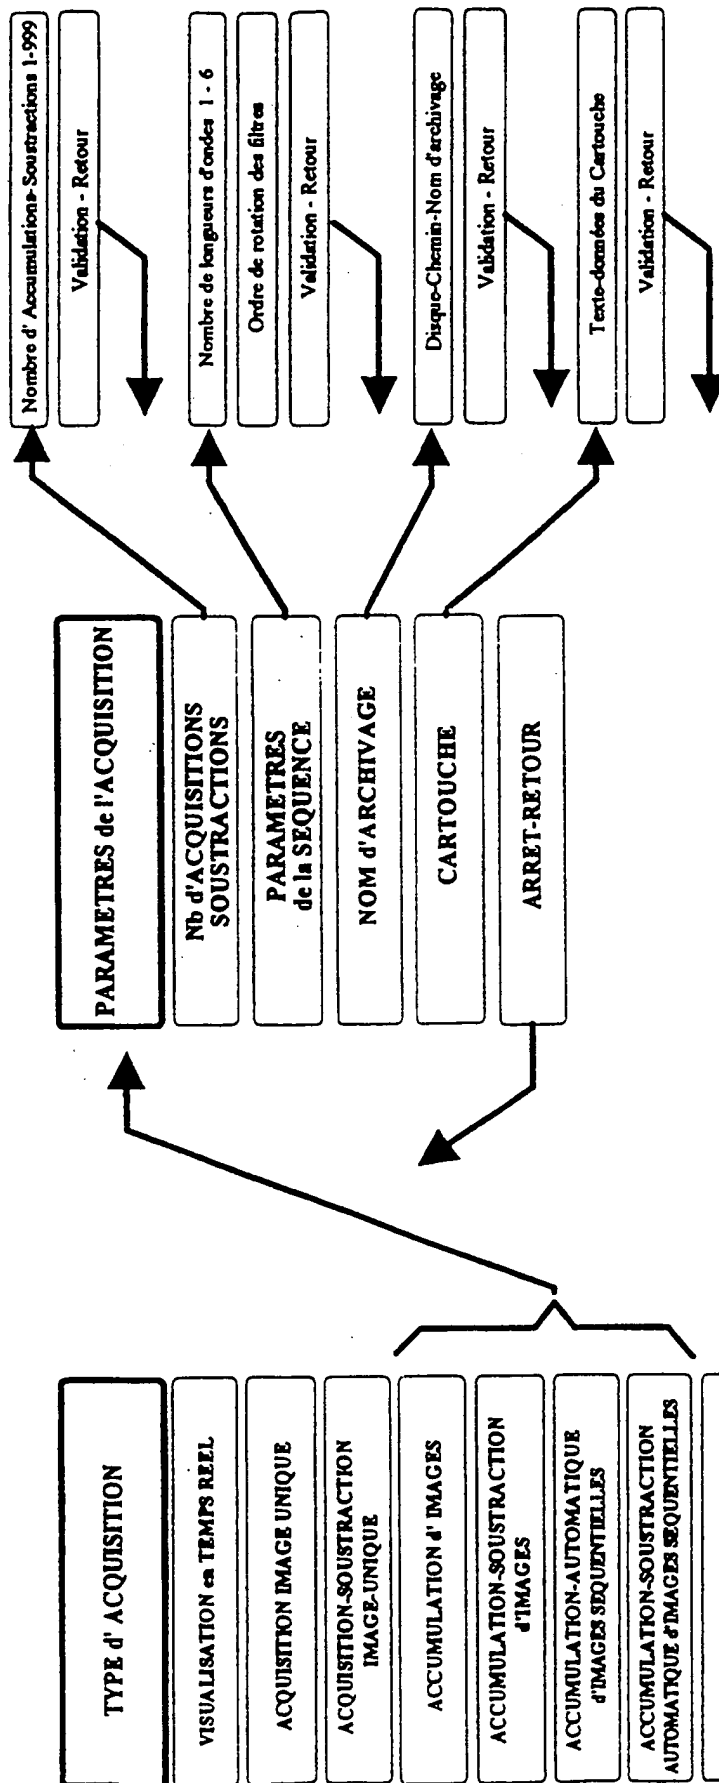 TYPE d' ACQUISITION
VISUALISATION en TEMPS REEL
ACQUISITION IMAGE UNIQUE
ACQUISITION-SOUSTRACTION
IMAGE-UNIQUE
ACCUMULATION d' IMAGES
ACCUMULATION-SOUSTRACTION
d'IMAGES
ACCUMULATION-AUTOMATIQUE
d'IMAGES SEQUENTIELLES
ACCUMULATION-SOUSTRACTION
AUTOMATIQUE d'IMAGES SEQUENTIELLES
PARAMETRES de l'ACQUISITION
Nb d'ACQUISITIONS
SOUSTRACTIONS
PARAMETRES
de la SEQUENCE
NOM d'ARCHIVAGE
CARTOUCHE
ARRET-RETOUR
Nombre d' Accumulations-Soustractions 1-999
Validation - Retour
Nombre de longueurs d'ondes 1 - 6
Ordre de rotation des filtres
Validation - Retour
Disque-Chemin-Nom d'archivage
Validation - Retour
Texte-données du Cartouche
Validation - Retour